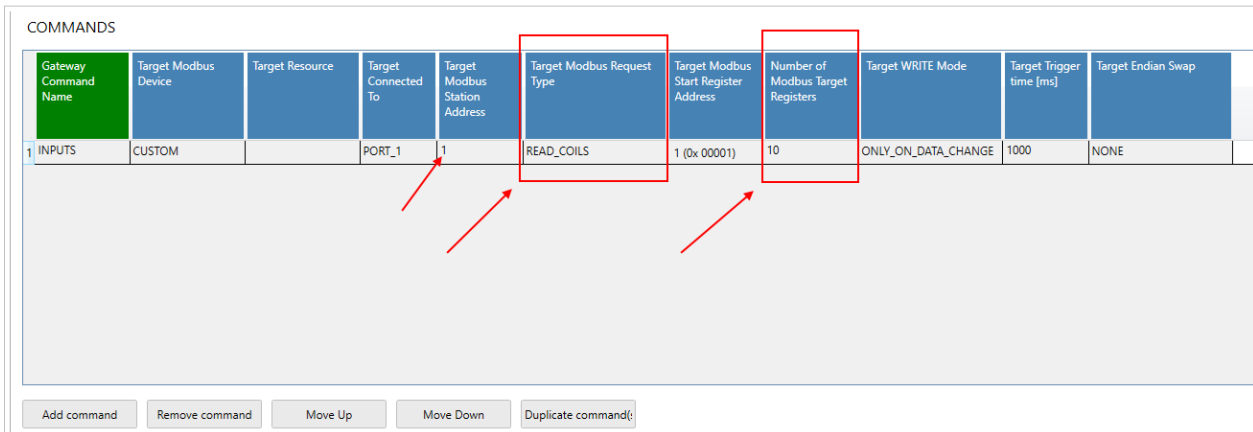 COMMANDS
Gateway Command Name
Target Modbus Device
Target Resource
Target Connected To
Target Modbus Station Address
Target Modbus Request Type
Target Modbus Start Register Address
Number of Modbus Target Registers
Target WRITE Mode
Target Trigger time [ms]
Target Endian Swap
1 INPUTS CUSTOM PORT_1 1 READ_COILS 1 (0x 00001) 10 ONLY_ON_DATA_CHANGE 1000 NONE
Add command Remove command Move Up Move Down Duplicate command(s